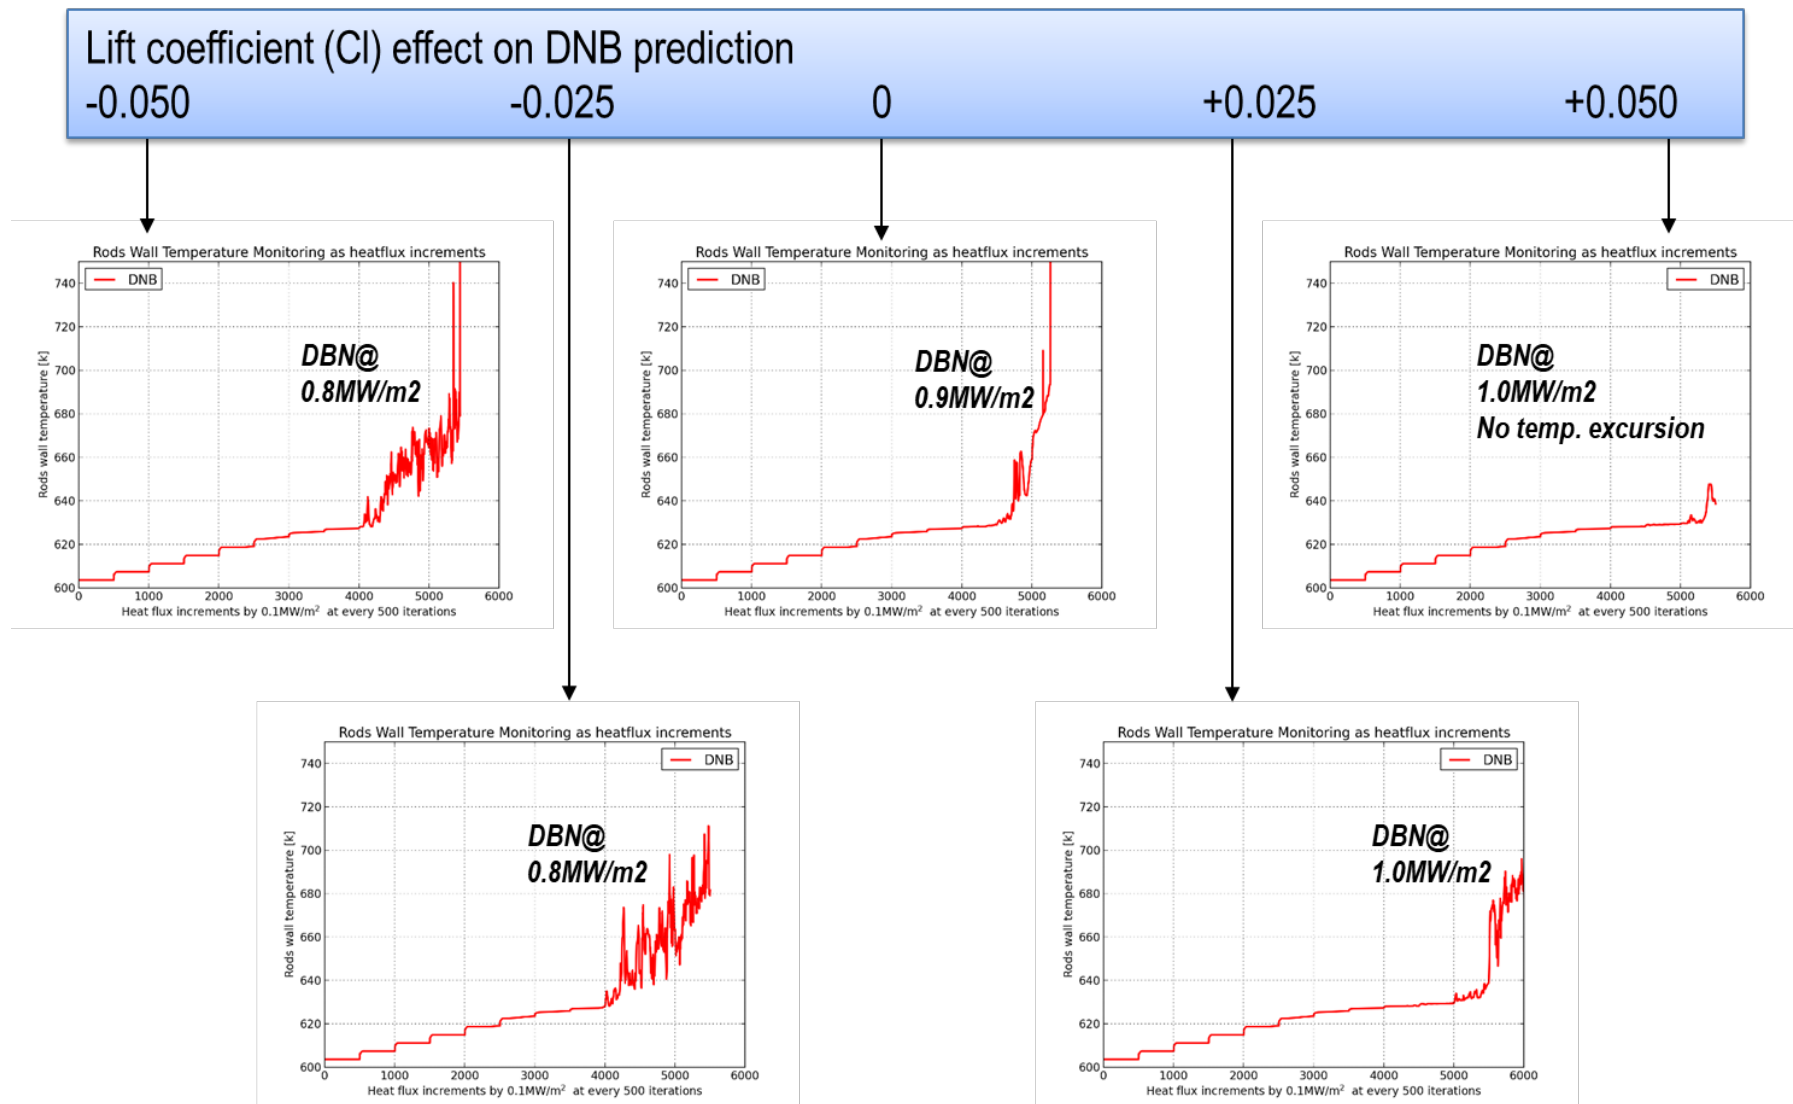 Lift coefficient (Cl) effect on DNB prediction
-0.050 -0.025 0 +0.025 +0.050
Rods Wall Temperature Monitoring as heatflux increments
DNB
DBN@
0.8MW/m2
Rods wall temperature [k]
740
720
700
680
660
640
620
600
0 1000 2000 3000 4000 5000 6000
Heat flux increments by 0.1MW/m² at every 500 iterations
Rods Wall Temperature Monitoring as heatflux increments
DNB
DBN@
0.9MW/m2
Rods wall temperature [k]
740
720
700
680
660
640
620
600
0 1000 2000 3000 4000 5000 6000
Heat flux increments by 0.1MW/m² at every 500 iterations
Rods Wall Temperature Monitoring as heatflux increments
DNB
DBN@
1.0MW/m2
No temp. excursion
Rods wall temperature [k]
740
720
700
680
660
640
620
600
0 1000 2000 3000 4000 5000 6000
Heat flux increments by 0.1MW/m² at every 500 iterations
Rods Wall Temperature Monitoring as heatflux increments
DNB
DBN@
0.8MW/m2
Rods wall temperature [k]
740
720
700
680
660
640
620
600
0 1000 2000 3000 4000 5000 6000
Heat flux increments by 0.1MW/m² at every 500 iterations
Rods Wall Temperature Monitoring as heatflux increments
DNB
DBN@
1.0MW/m2
Rods wall temperature [k]
740
720
700
680
660
640
620
600
0 1000 2000 3000 4000 5000 6000
Heat flux increments by 0.1MW/m² at every 500 iterations